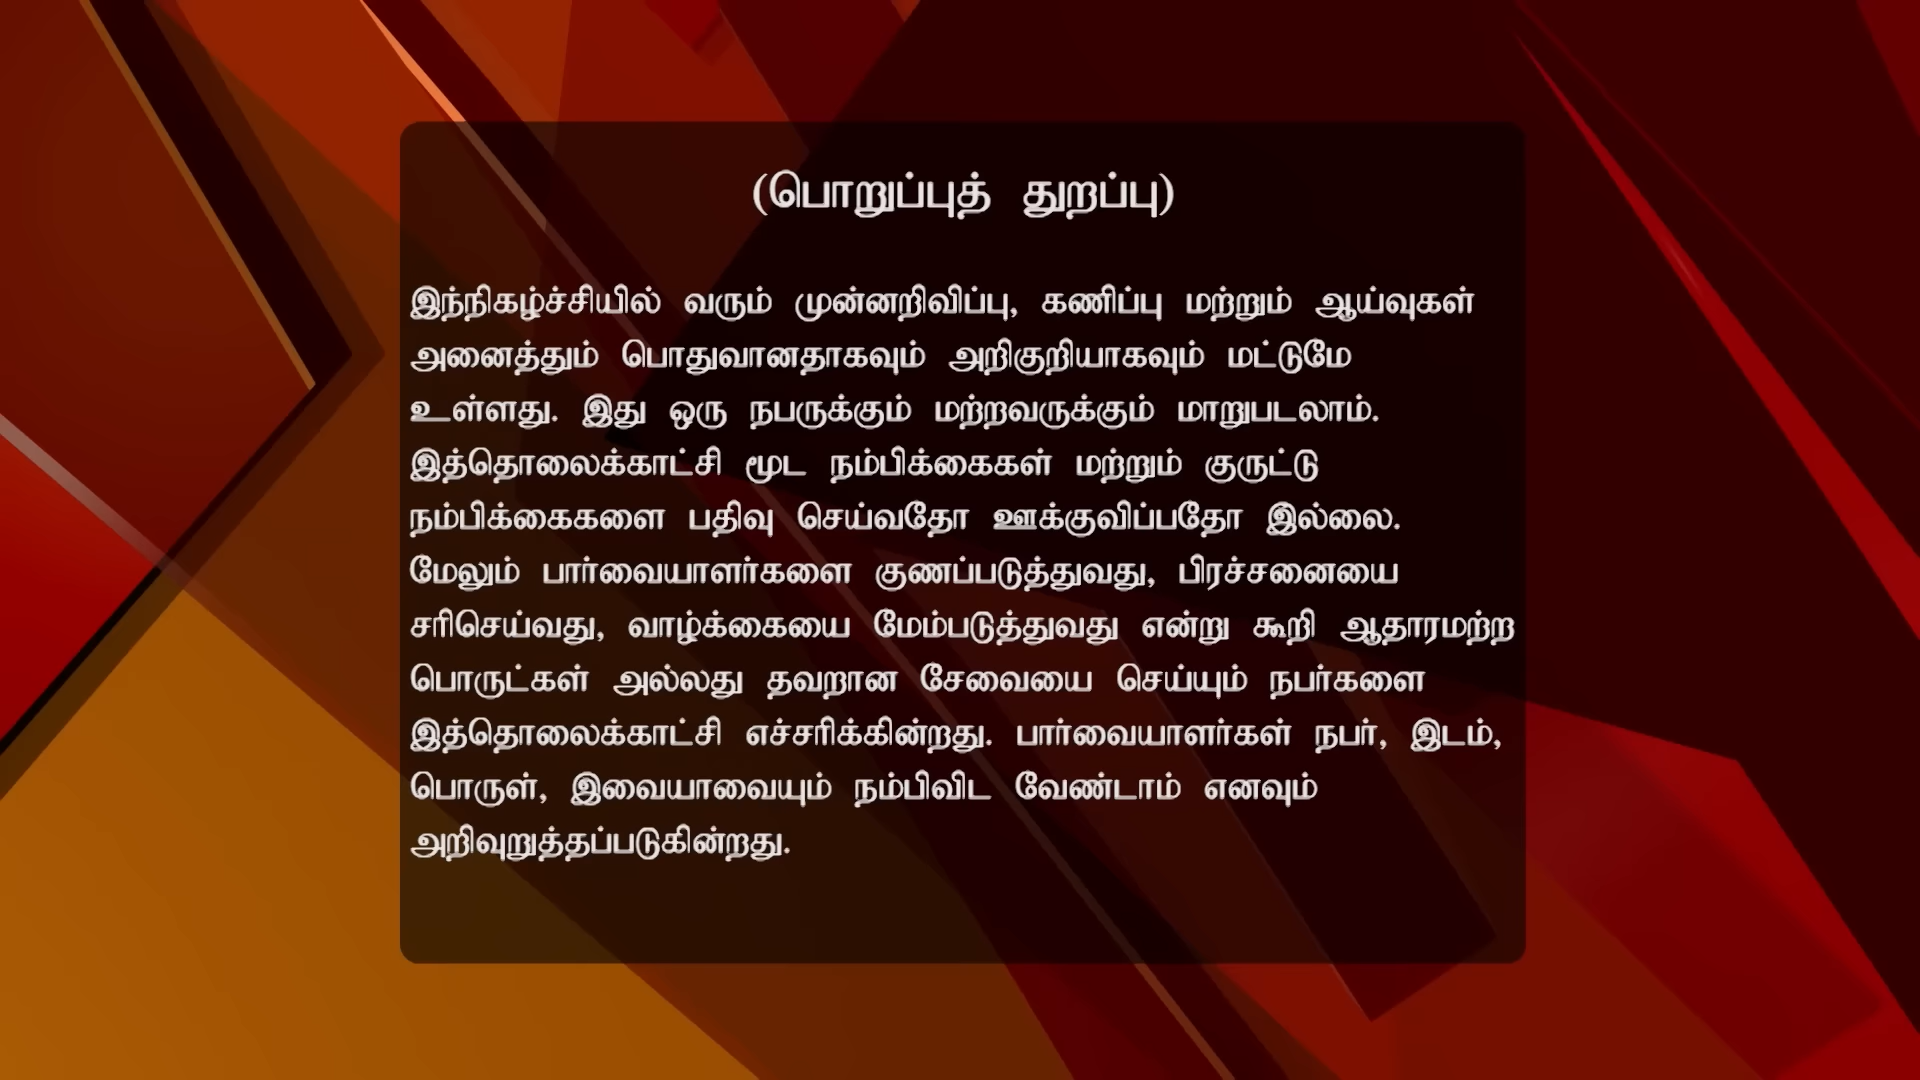 (பொறுப்புத் துறப்பு)
இந்நிகழ்ச்சியில் வரும் முன்னறிவிப்பு, கணிப்பு மற்றும் ஆய்வுகள்
அனைத்தும் பொதுவானதாகவும் அறிகுறியாகவும் மட்டுமே
உள்ளது. இது ஒரு நபருக்கும் மற்றவருக்கும் மாறுபடலாம்.
இத்தொலைக்காட்சி மூட நம்பிக்கைகள் மற்றும் குருட்டு
நம்பிக்கைகளை பதிவு செய்வதோ ஊக்குவிப்பதோ இல்லை.
மேலும் பார்வையாளர்களை குணப்படுத்துவது, பிரச்சனையை
சரிசெய்வது, வாழ்க்கையை மேம்படுத்துவது என்று கூறி ஆதாரமற்ற
பொருட்கள் அல்லது தவறான சேவையை செய்யும் நபர்களை
இத்தொலைக்காட்சி எச்சரிக்கின்றது. பார்வையாளர்கள் நபர், இடம்,
பொருள், இவையாவையும் நம்பிவிட வேண்டாம் எனவும்
அறிவுறுத்தப்படுகின்றது.